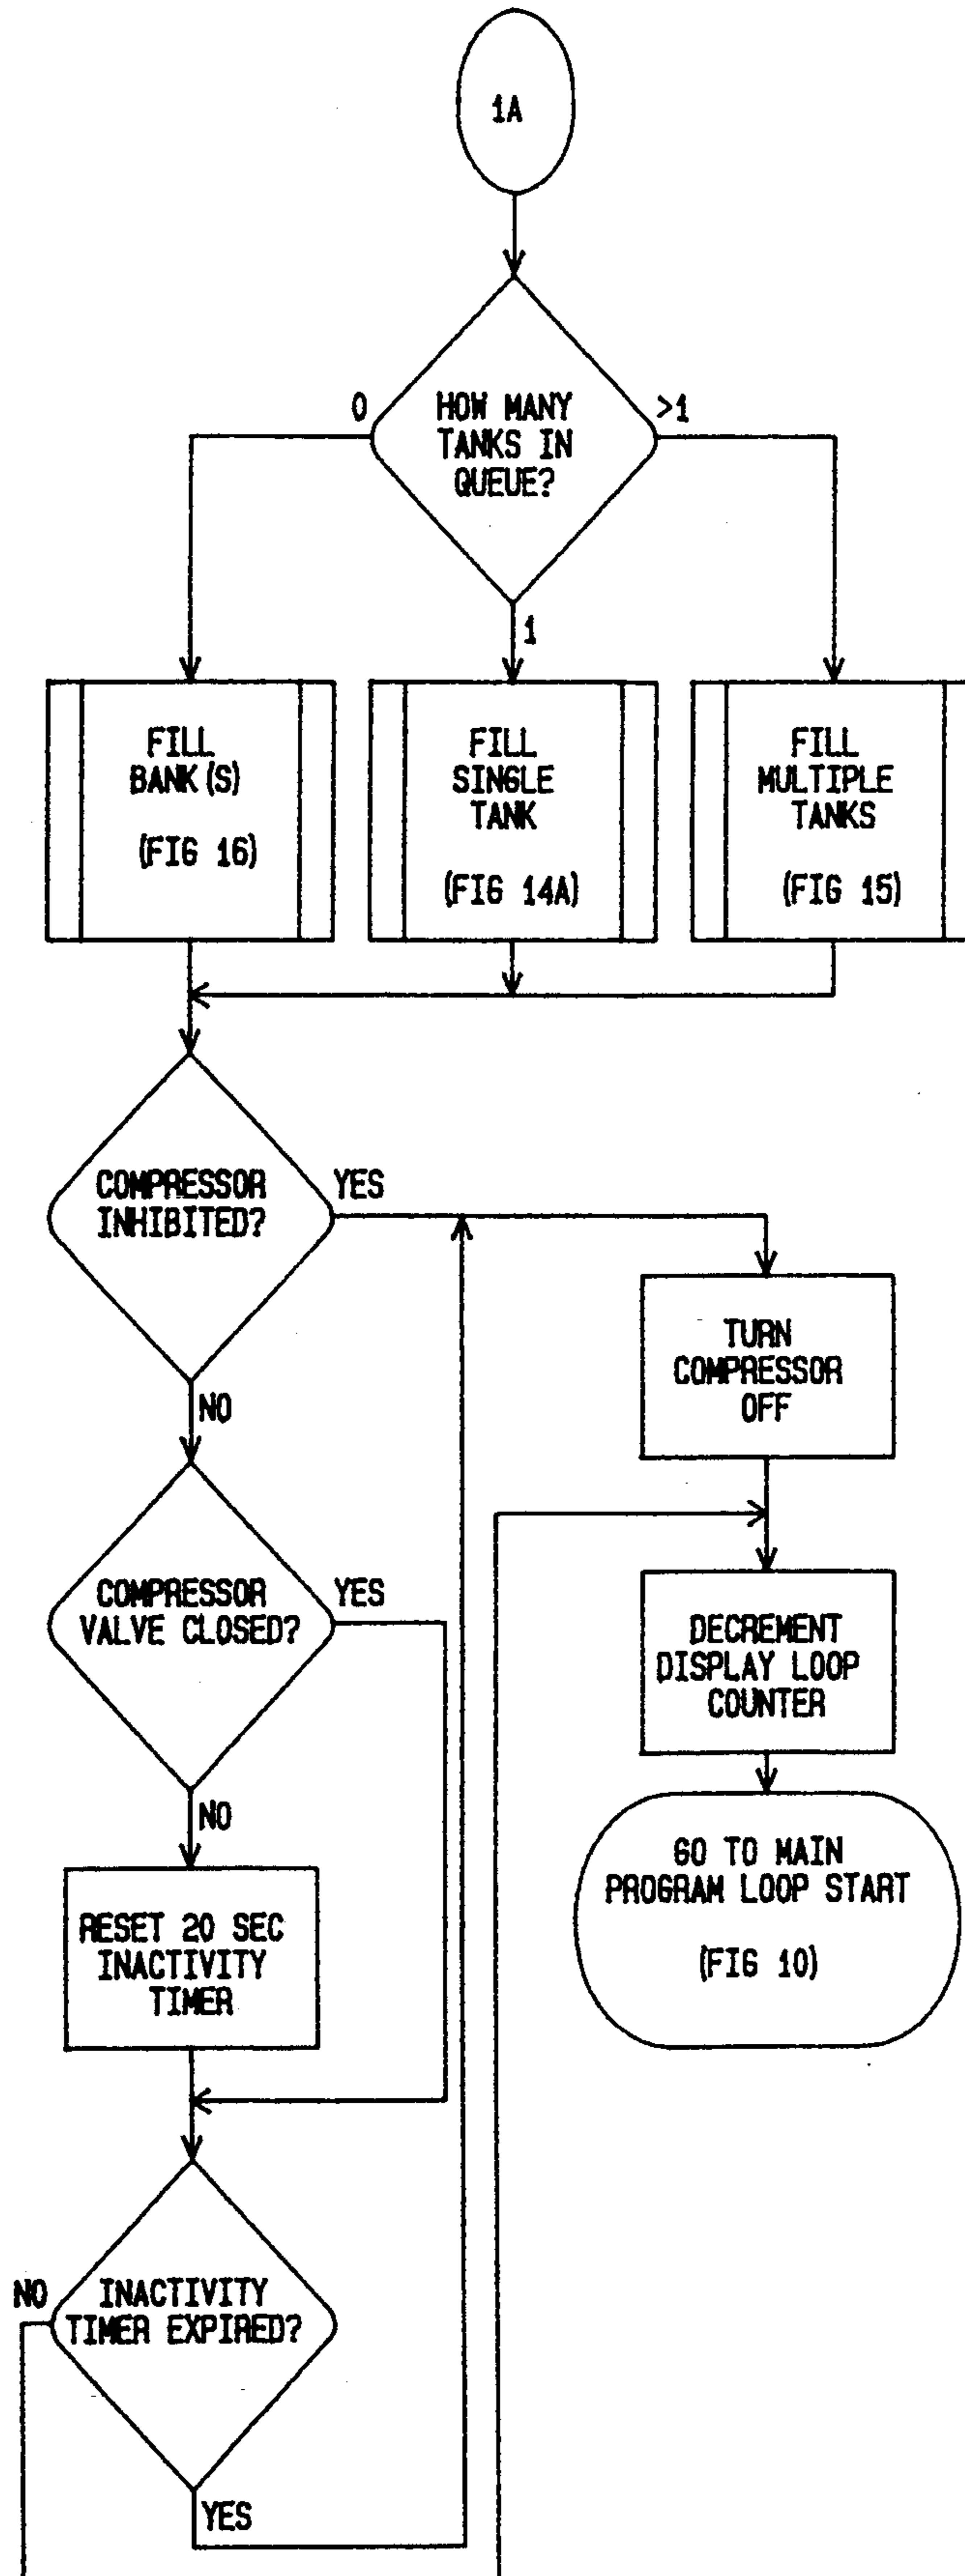 1A
HOW MANY
TANKS IN
QUEUE?
0
>1
1
FILL
BANK(S)
(FIG 16)
FILL
SINGLE
TANK
(FIG 14A)
FILL
MULTIPLE
TANKS
(FIG 15)
COMPRESSOR
INHIBITED?
YES
NO
TURN
COMPRESSOR
OFF
COMPRESSOR
VALVE CLOSED?
YES
NO
DECREMENT
DISPLAY LOOP
COUNTER
GO TO MAIN
PROGRAM LOOP START
(FIG 10)
RESET 20 SEC
INACTIVITY
TIMER
INACTIVITY
TIMER EXPIRED?
NO
YES